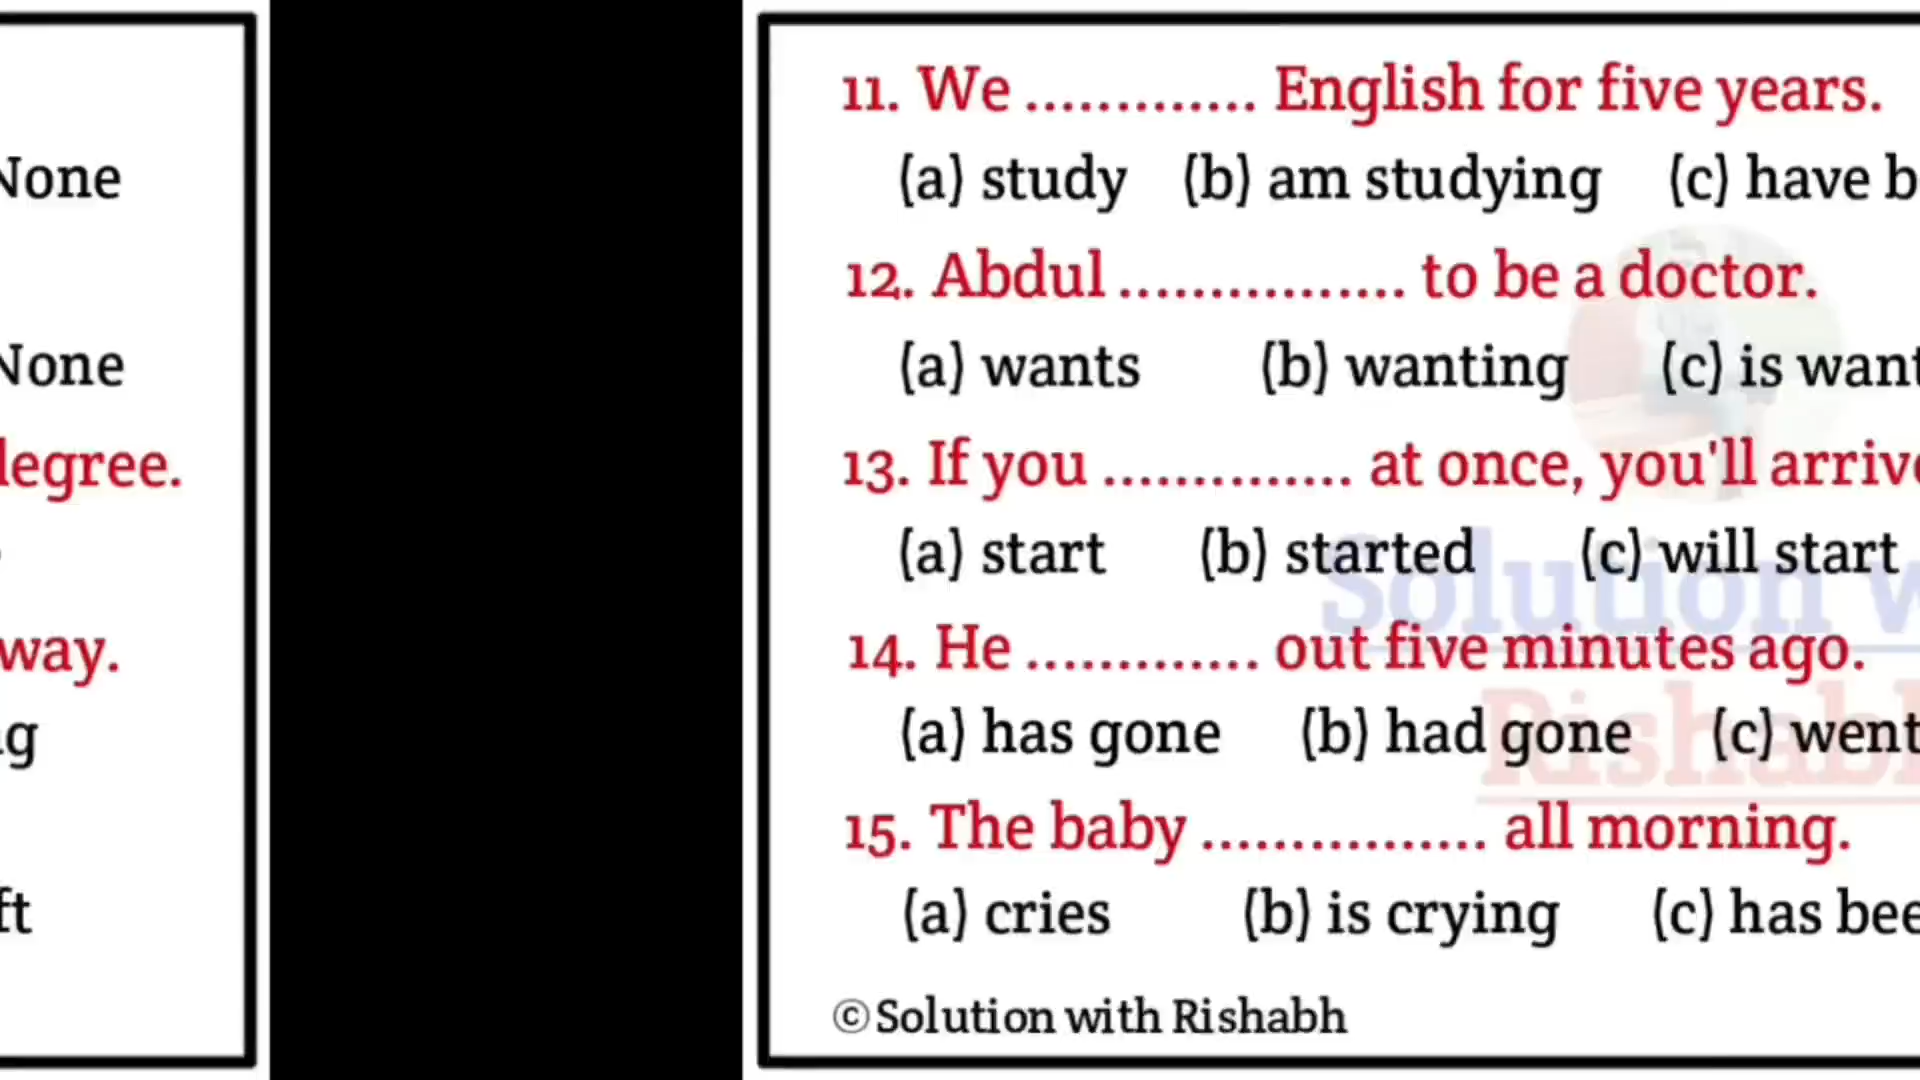 None
None
degree.
way.
ft
11. We ............. English for five years.
(a) study (b) am studying (c) have b
12. Abdul ................ to be a doctor.
(a) wants (b) wanting (c) is want
13. If you .............. at once, you'll arrive
(a) start (b) started (c) will start
14. He ............. out five minutes ago.
(a) has gone (b) had gone (c) went
15. The baby ................ all morning.
(a) cries (b) is crying (c) has bee
Solution w
Rishabh
©Solution with Rishabh